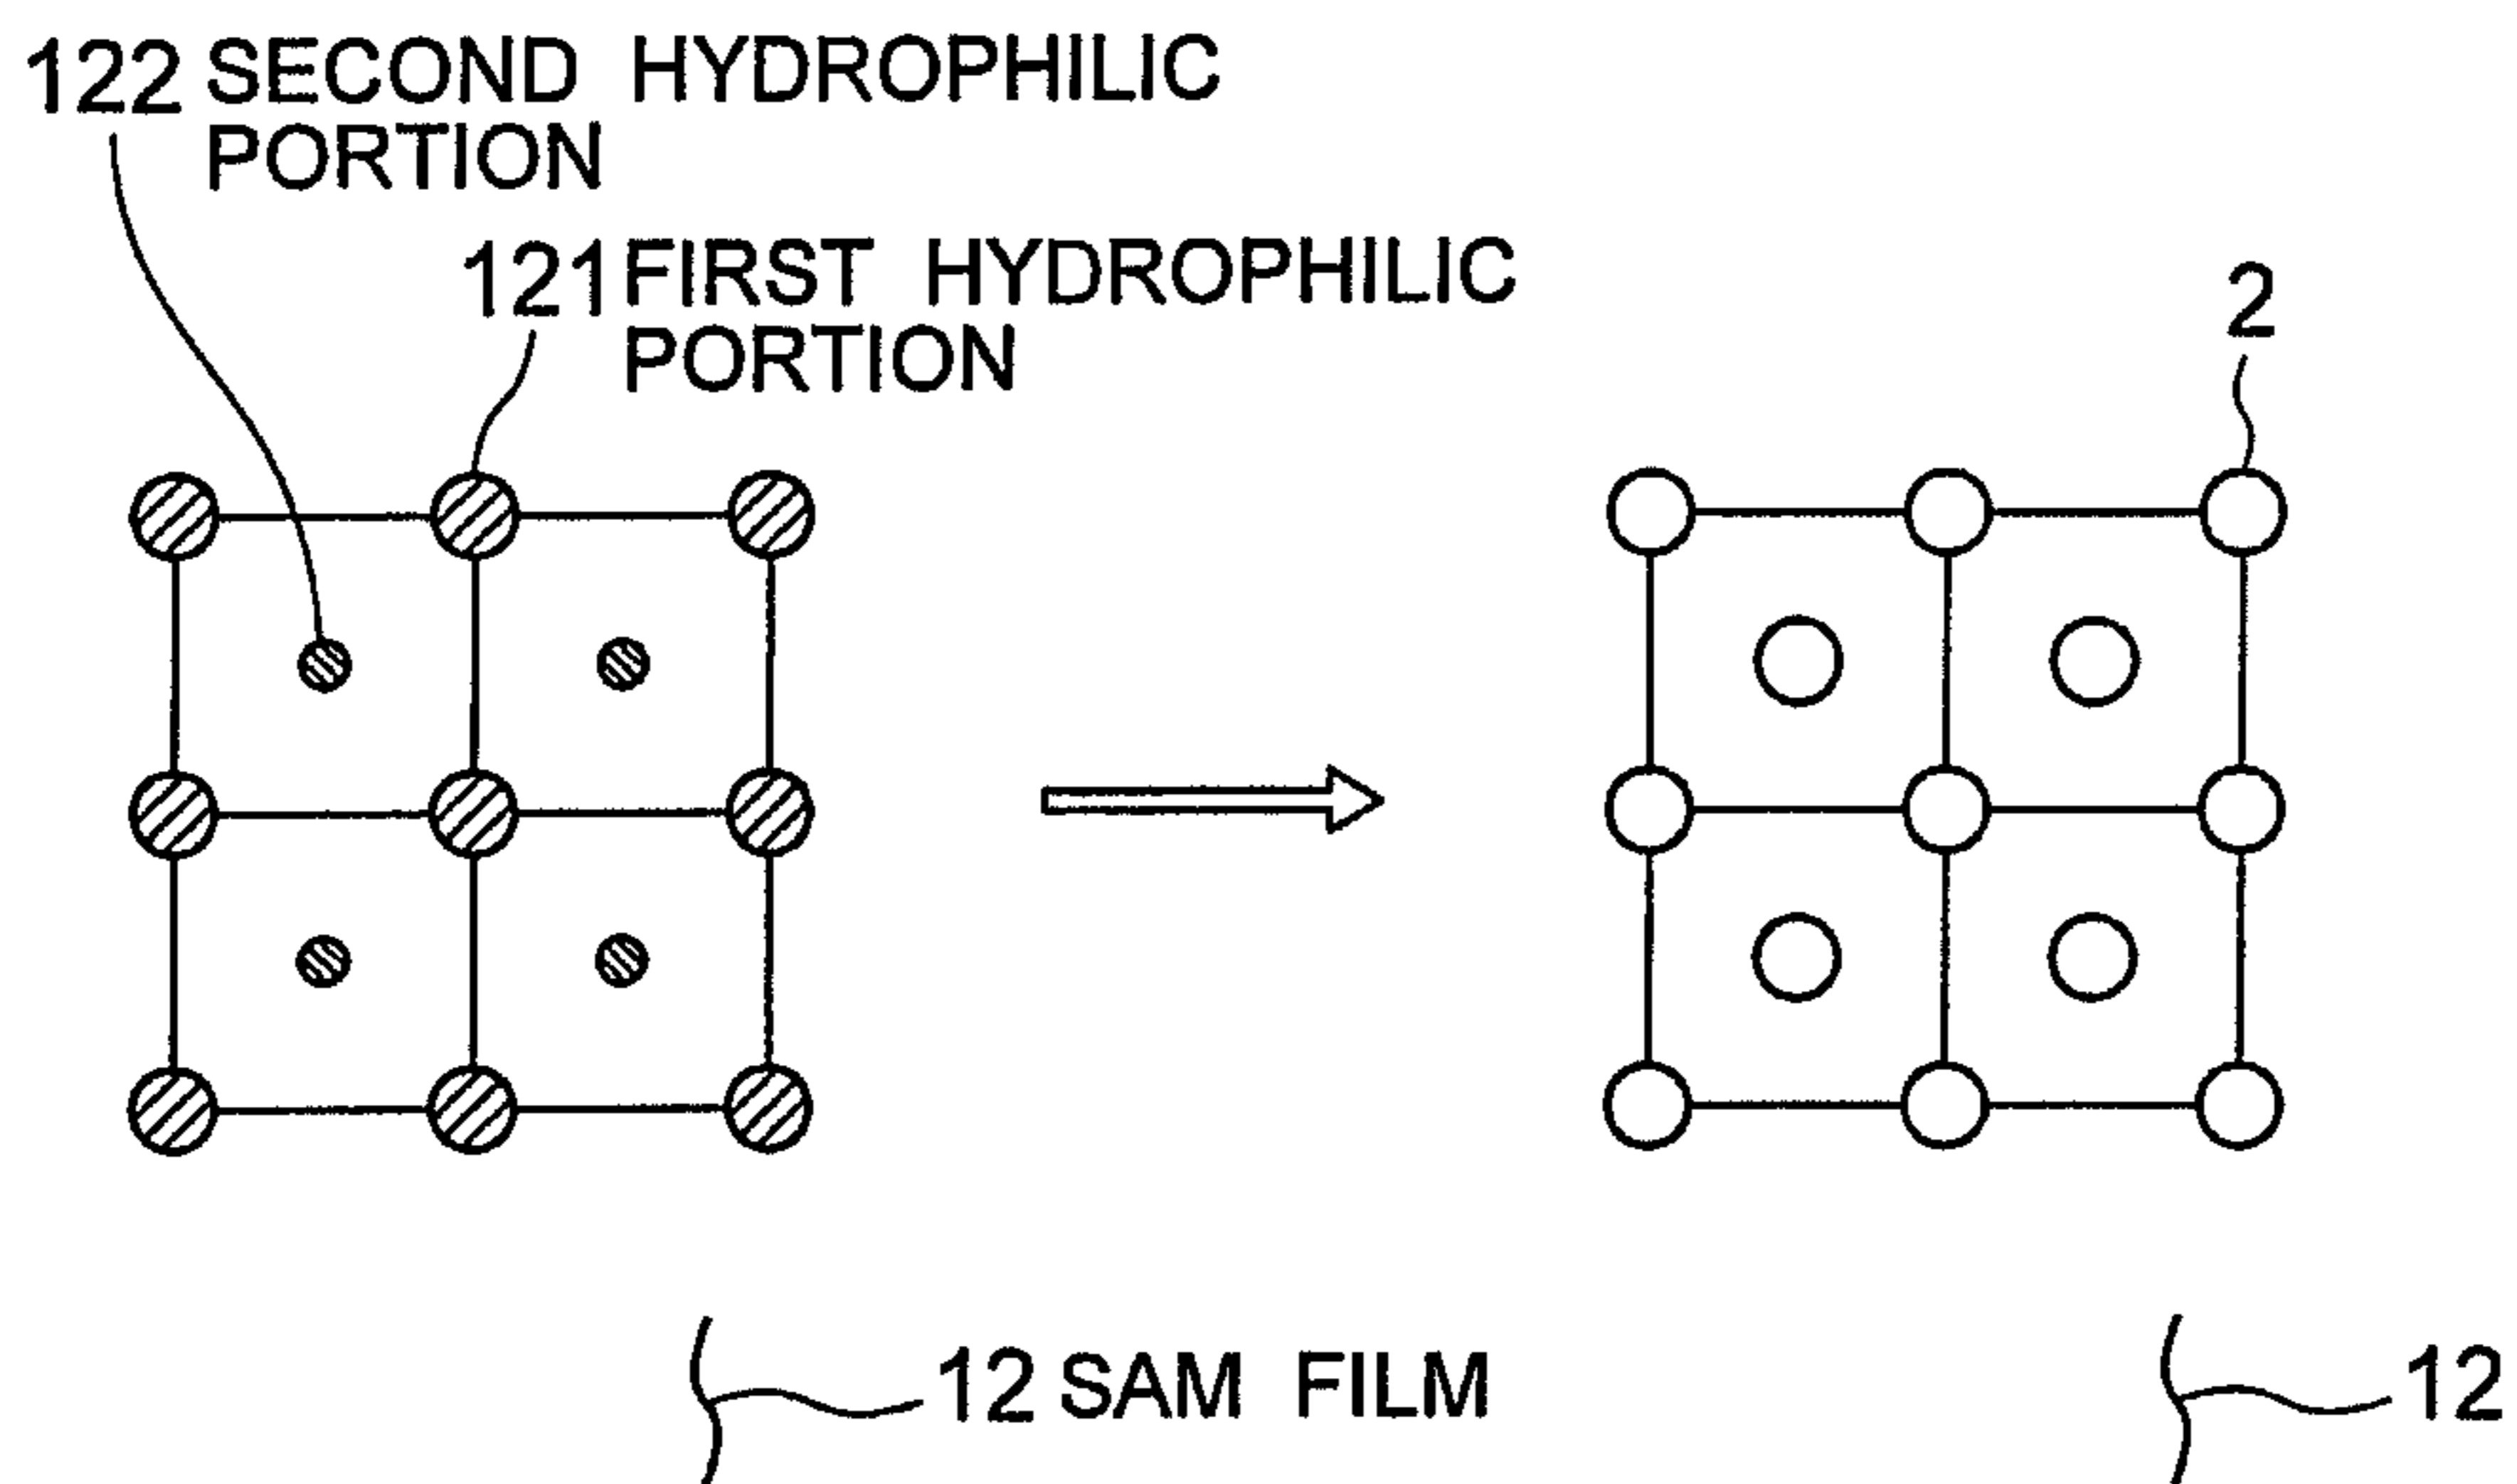 122 SECOND HYDROPHILIC
PORTION
121 FIRST HYDROPHILIC
PORTION
2
12 SAM FILM
12